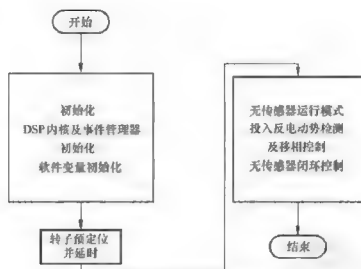 开始
初始化
DSP内核及事件管理器
初始化
软件变量初始化
转子预定位
并延时
无传感器运行模式
投入反电动势检测
及移相控制
无传感器闭环控制
结束